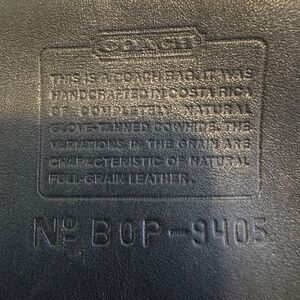 COACH
THIS IS A COACH BAG. IT WAS
HANDCRAFTED IN COSTA RICA
OF COMPLETELY NATURAL
GLOVE-TANNED COWHIDE. THE
VARIATIONS IN THE GRAIN ARE
CHARACTERISTIC OF NATURAL
FULL-GRAIN LEATHER.
Nº BOP-9405